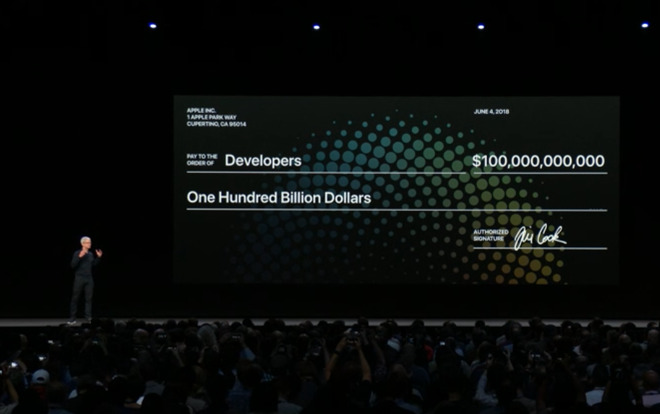 APPLE INC.
1 APPLE PARK WAY
CUPERTINO, CA 95014
JUNE 4, 2018
PAY TO THE
ORDER OF
Developers
$100,000,000,000
One Hundred Billion Dollars
AUTHORIZED
SIGNATURE
Tim Cook